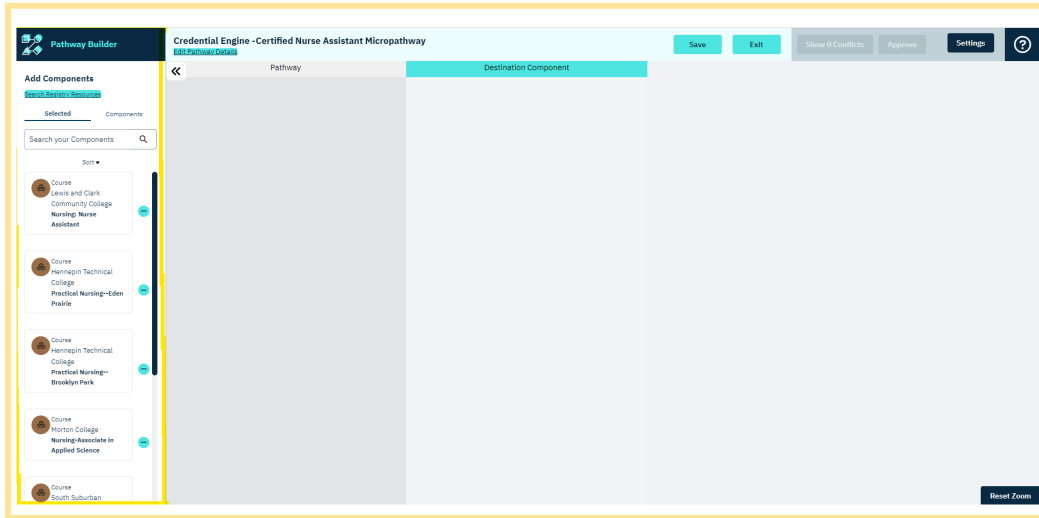 Pathway Builder
Credential Engine -Certified Nurse Assistant Micropathway
Edit Pathway Details
Save
Exit
Show 0 Conflicts
Approve
Settings
?
Add Components
Search Registry Resources
Selected
Components
Search your Components
Sort
Course
Lewis and Clark
Community College
Nursing: Nurse
Assistant
Course
Hennepin Technical
College
Practical Nursing--Eden
Prairie
Course
Hennepin Technical
College
Practical Nursing--
Brooklyn Park
Course
Morton College
Nursing-Associate in
Applied Science
Course
South Suburban
Pathway
Destination Component
Reset Zoom